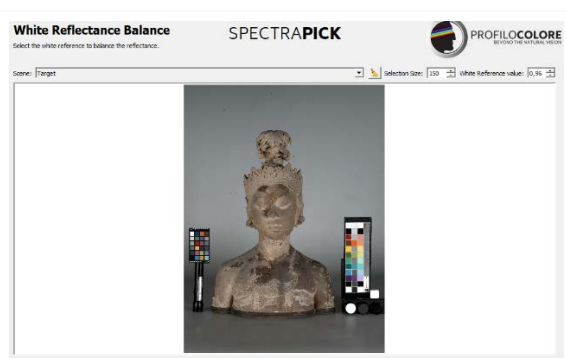 White Reflectance Balance
Select the white reference to balance the reflectance.
SPECTRAPICK
PROFILOCOLORE
BEYOND THE NATURAL VISION
Scene: Target Selection Size: 150 White Reference value: 0,96